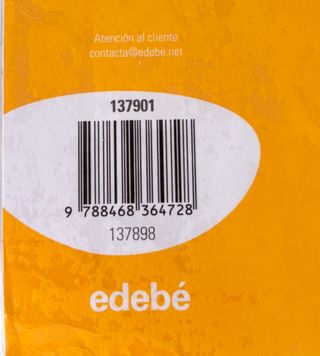 Atención al cliente
contacta@edebe.net
137901
9 788468 364728
137898
edebé